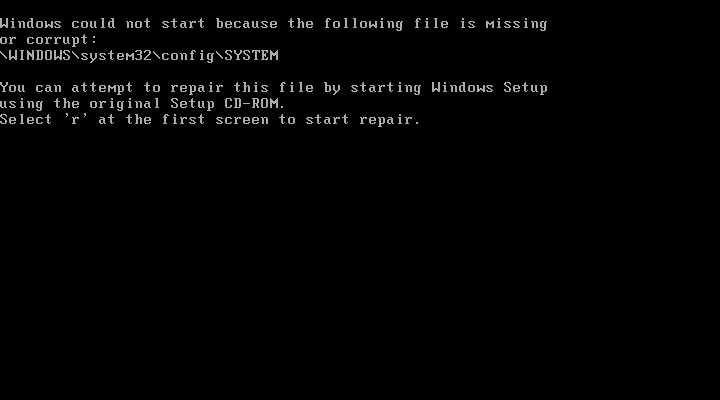 Windows could not start because the following file is missing
or corrupt:
\WINDOWS\system32\config\SYSTEM
You can attempt to repair this file by starting Windows Setup
using the original Setup CD-ROM.
Select 'r' at the first screen to start repair.